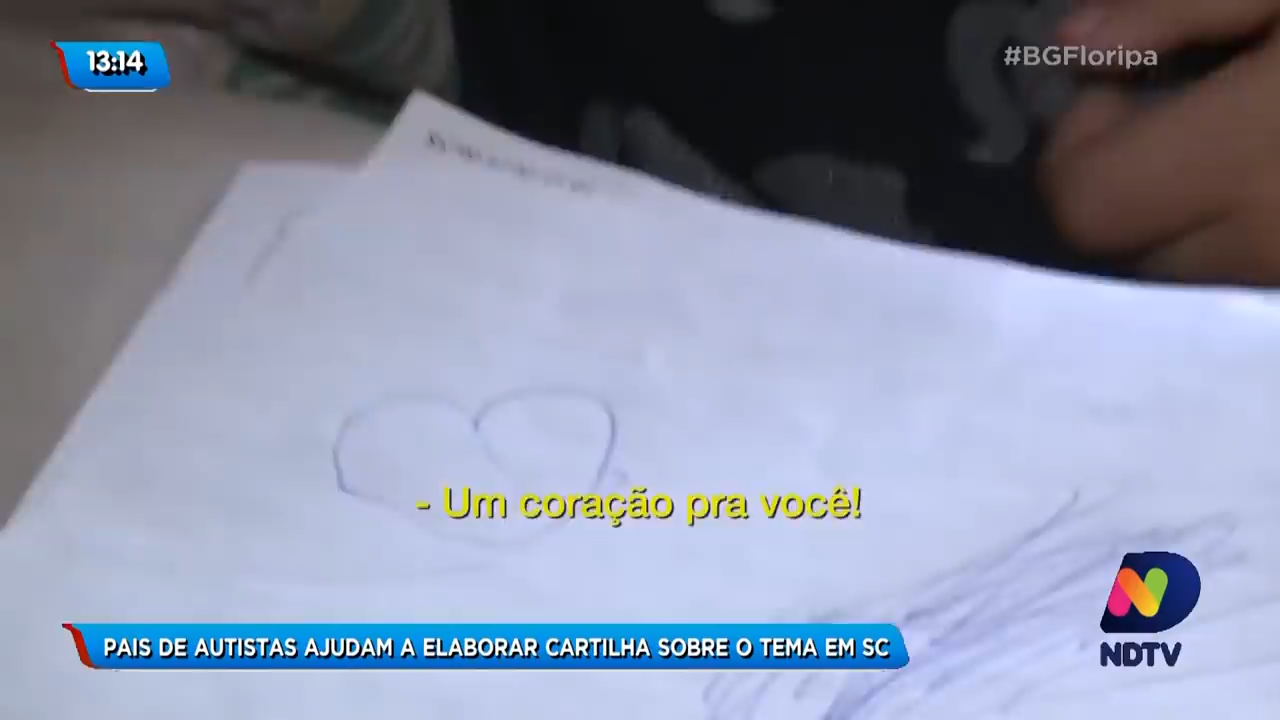 13:14
#BGFloripa
- Um coração pra você!
PAIS DE AUTISTAS AJUDAM A ELABORAR CARTILHA SOBRE O TEMA EM SC
NDTV